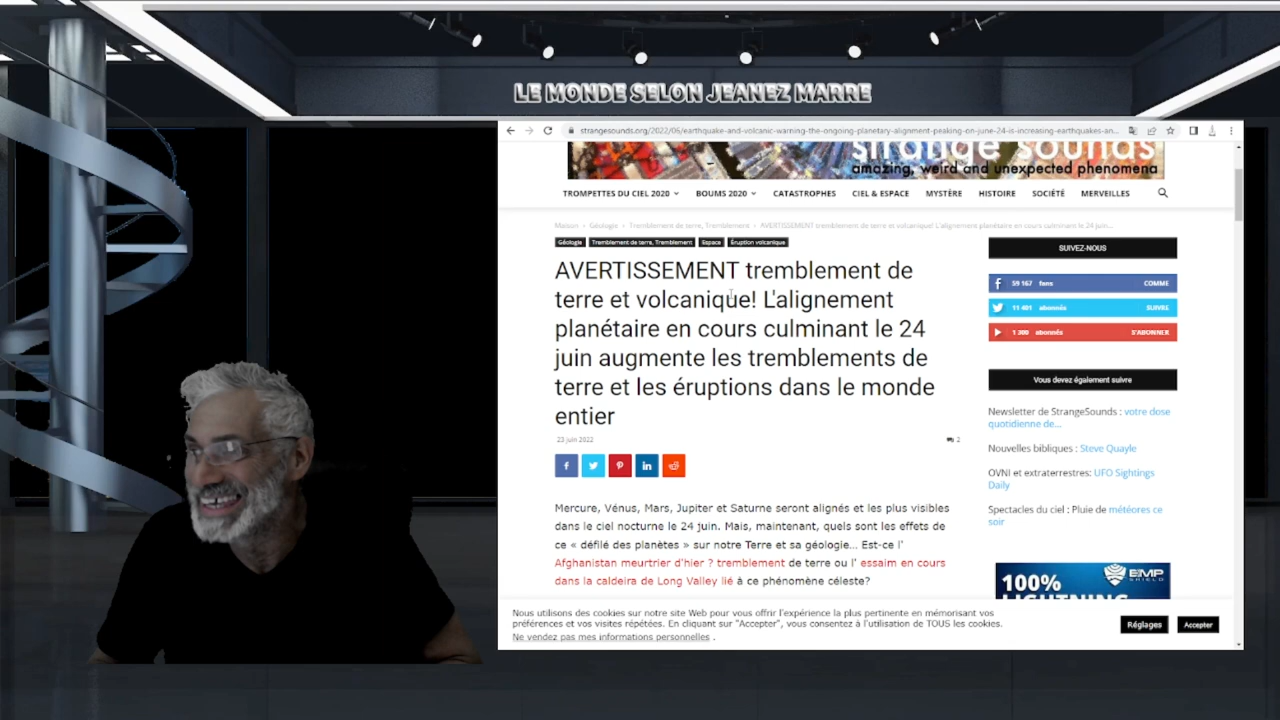 LE MONDE SELON JEANEZ MARRE
strangesounds.org/2022/06/earthquake-and-volcanic-warning-the-ongoing-planetary-alignment-peaking-on-june-24-is-increasing-earthquakes-an...
strange sounds
amazing, weird and unexpected phenomena
TROMPETTES DU CIEL 2020 BOUMS 2020 CATASTROPHES CIEL & ESPACE MYSTÈRE HISTOIRE SOCIÉTÉ MERVEILLES
Maison › Géologie › Tremblement de terre, Tremblement › AVERTISSEMENT tremblement de terre et volcanique! L'alignement planétaire en cours culminant le 24 juin...
Géologie Tremblement de terre, Tremblement Espace Éruption volcanique
AVERTISSEMENT tremblement de
terre et volcanique! L'alignement
planétaire en cours culminant le 24
juin augmente les tremblements de
terre et les éruptions dans le monde
entier
23 juin 2022 2
Mercure, Vénus, Mars, Jupiter et Saturne seront alignés et les plus visibles
dans le ciel nocturne le 24 juin. Mais, maintenant, quels sont les effets de
ce « défilé des planètes » sur notre Terre et sa géologie... Est-ce l'
Afghanistan meurtrier d'hier ? tremblement de terre ou l' essaim en cours
dans la caldeira de Long Valley lié à ce phénomène céleste?
SUIVEZ-NOUS
59 167 fans COMME
11 401 abonnés SUIVRE
1 300 abonnés S'ABONNER
Vous devez également suivre
Newsletter de StrangeSounds : votre dose
quotidienne de...
Nouvelles bibliques : Steve Quayle
OVNI et extraterrestres: UFO Sightings
Daily
Spectacles du ciel : Pluie de météores ce
soir
EMP
SHIELD
100%
LIGHTNING
Nous utilisons des cookies sur notre site Web pour vous offrir l'expérience la plus pertinente en mémorisant vos
préférences et vos visites répétées. En cliquant sur "Accepter", vous consentez à l'utilisation de TOUS les cookies.
Ne vendez pas mes informations personnelles .
Réglages Accepter